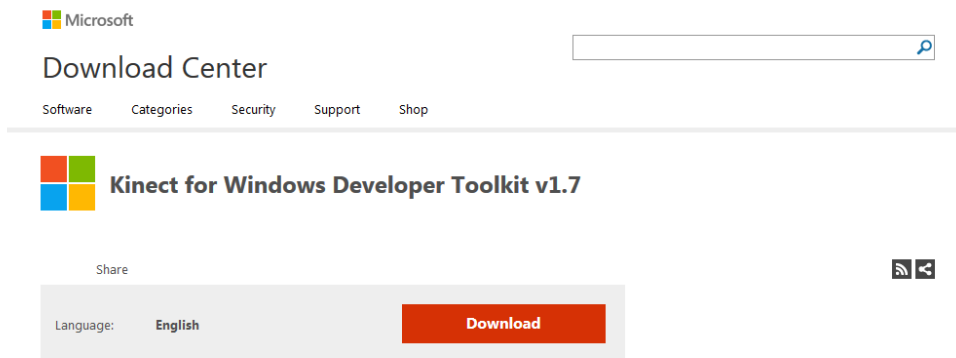 Microsoft
Download Center
Software Categories Security Support Shop
Kinect for Windows Developer Toolkit v1.7
Share
Language: English Download